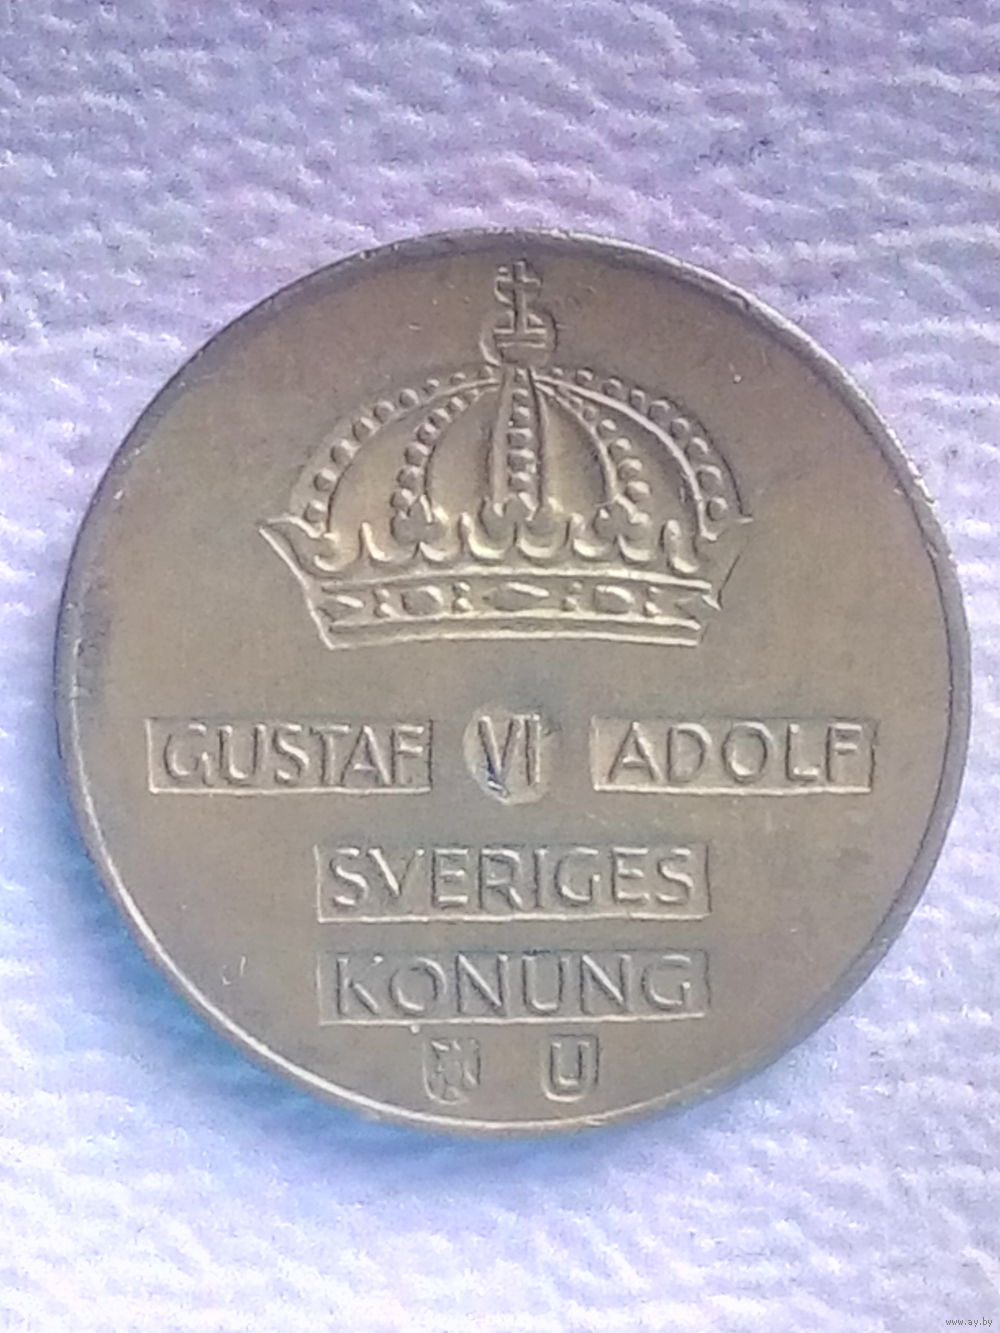 GUSTAF VI ADOLF
SVERIGES
KONUNG
U
www.ay.by